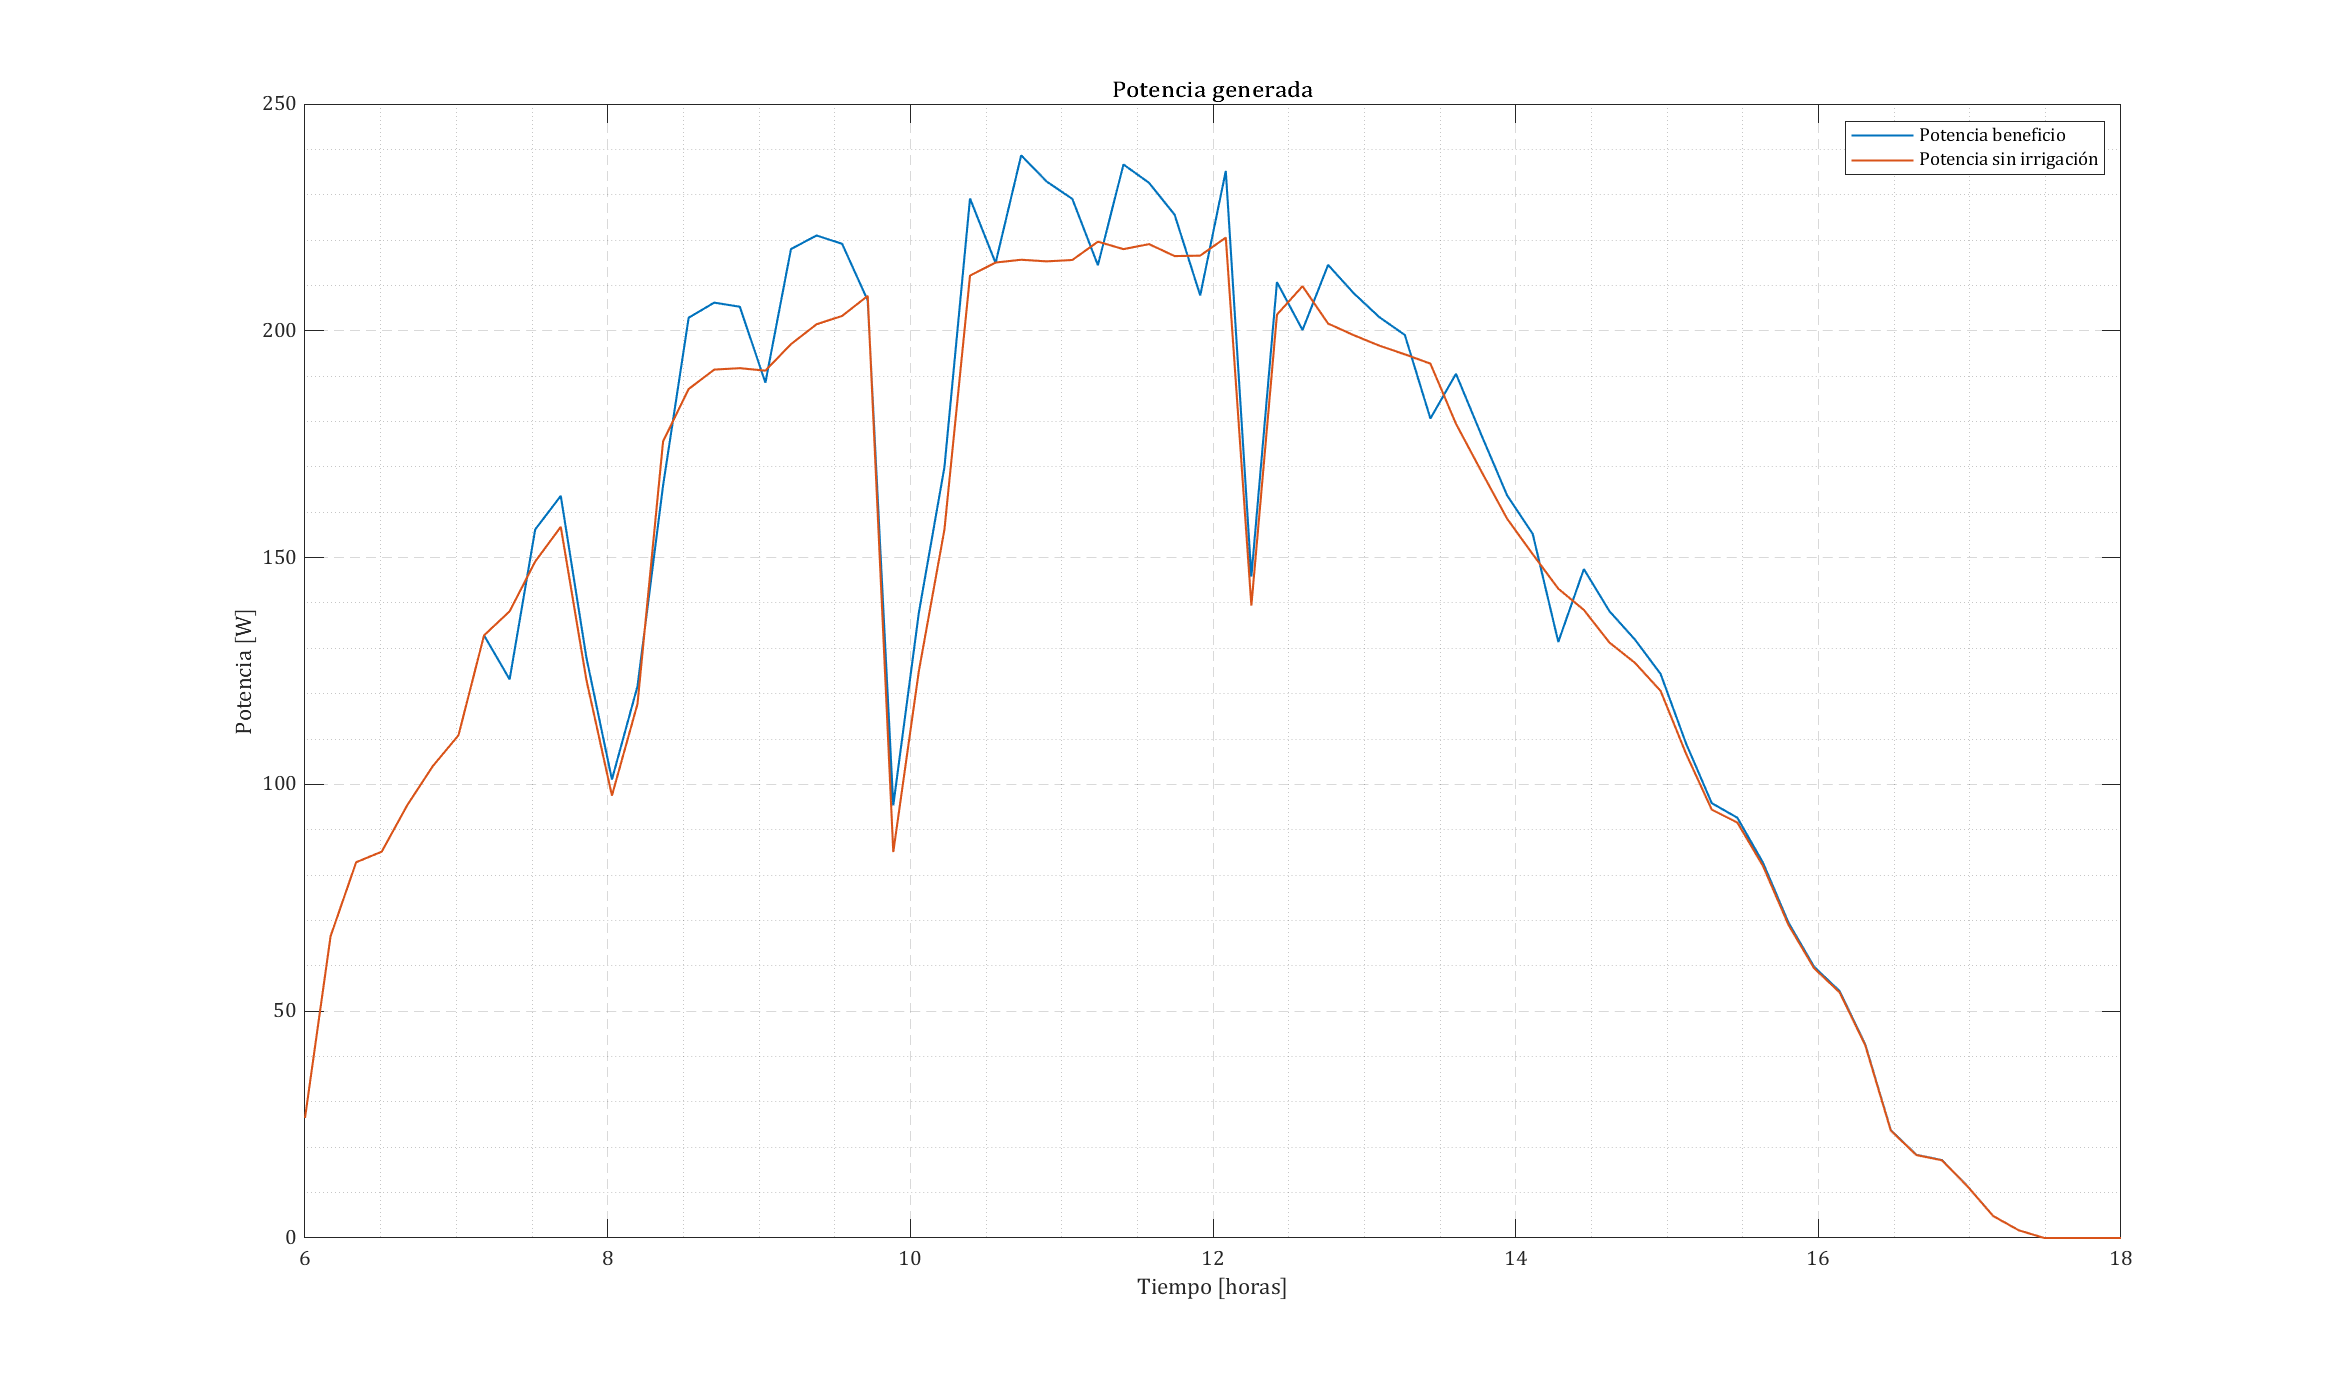 Potencia generada
250
200
150
100
50
0
Potencia [W]
6 8 10 12 14 16 18
Tiempo [horas]
Potencia beneficio
Potencia sin irrigación